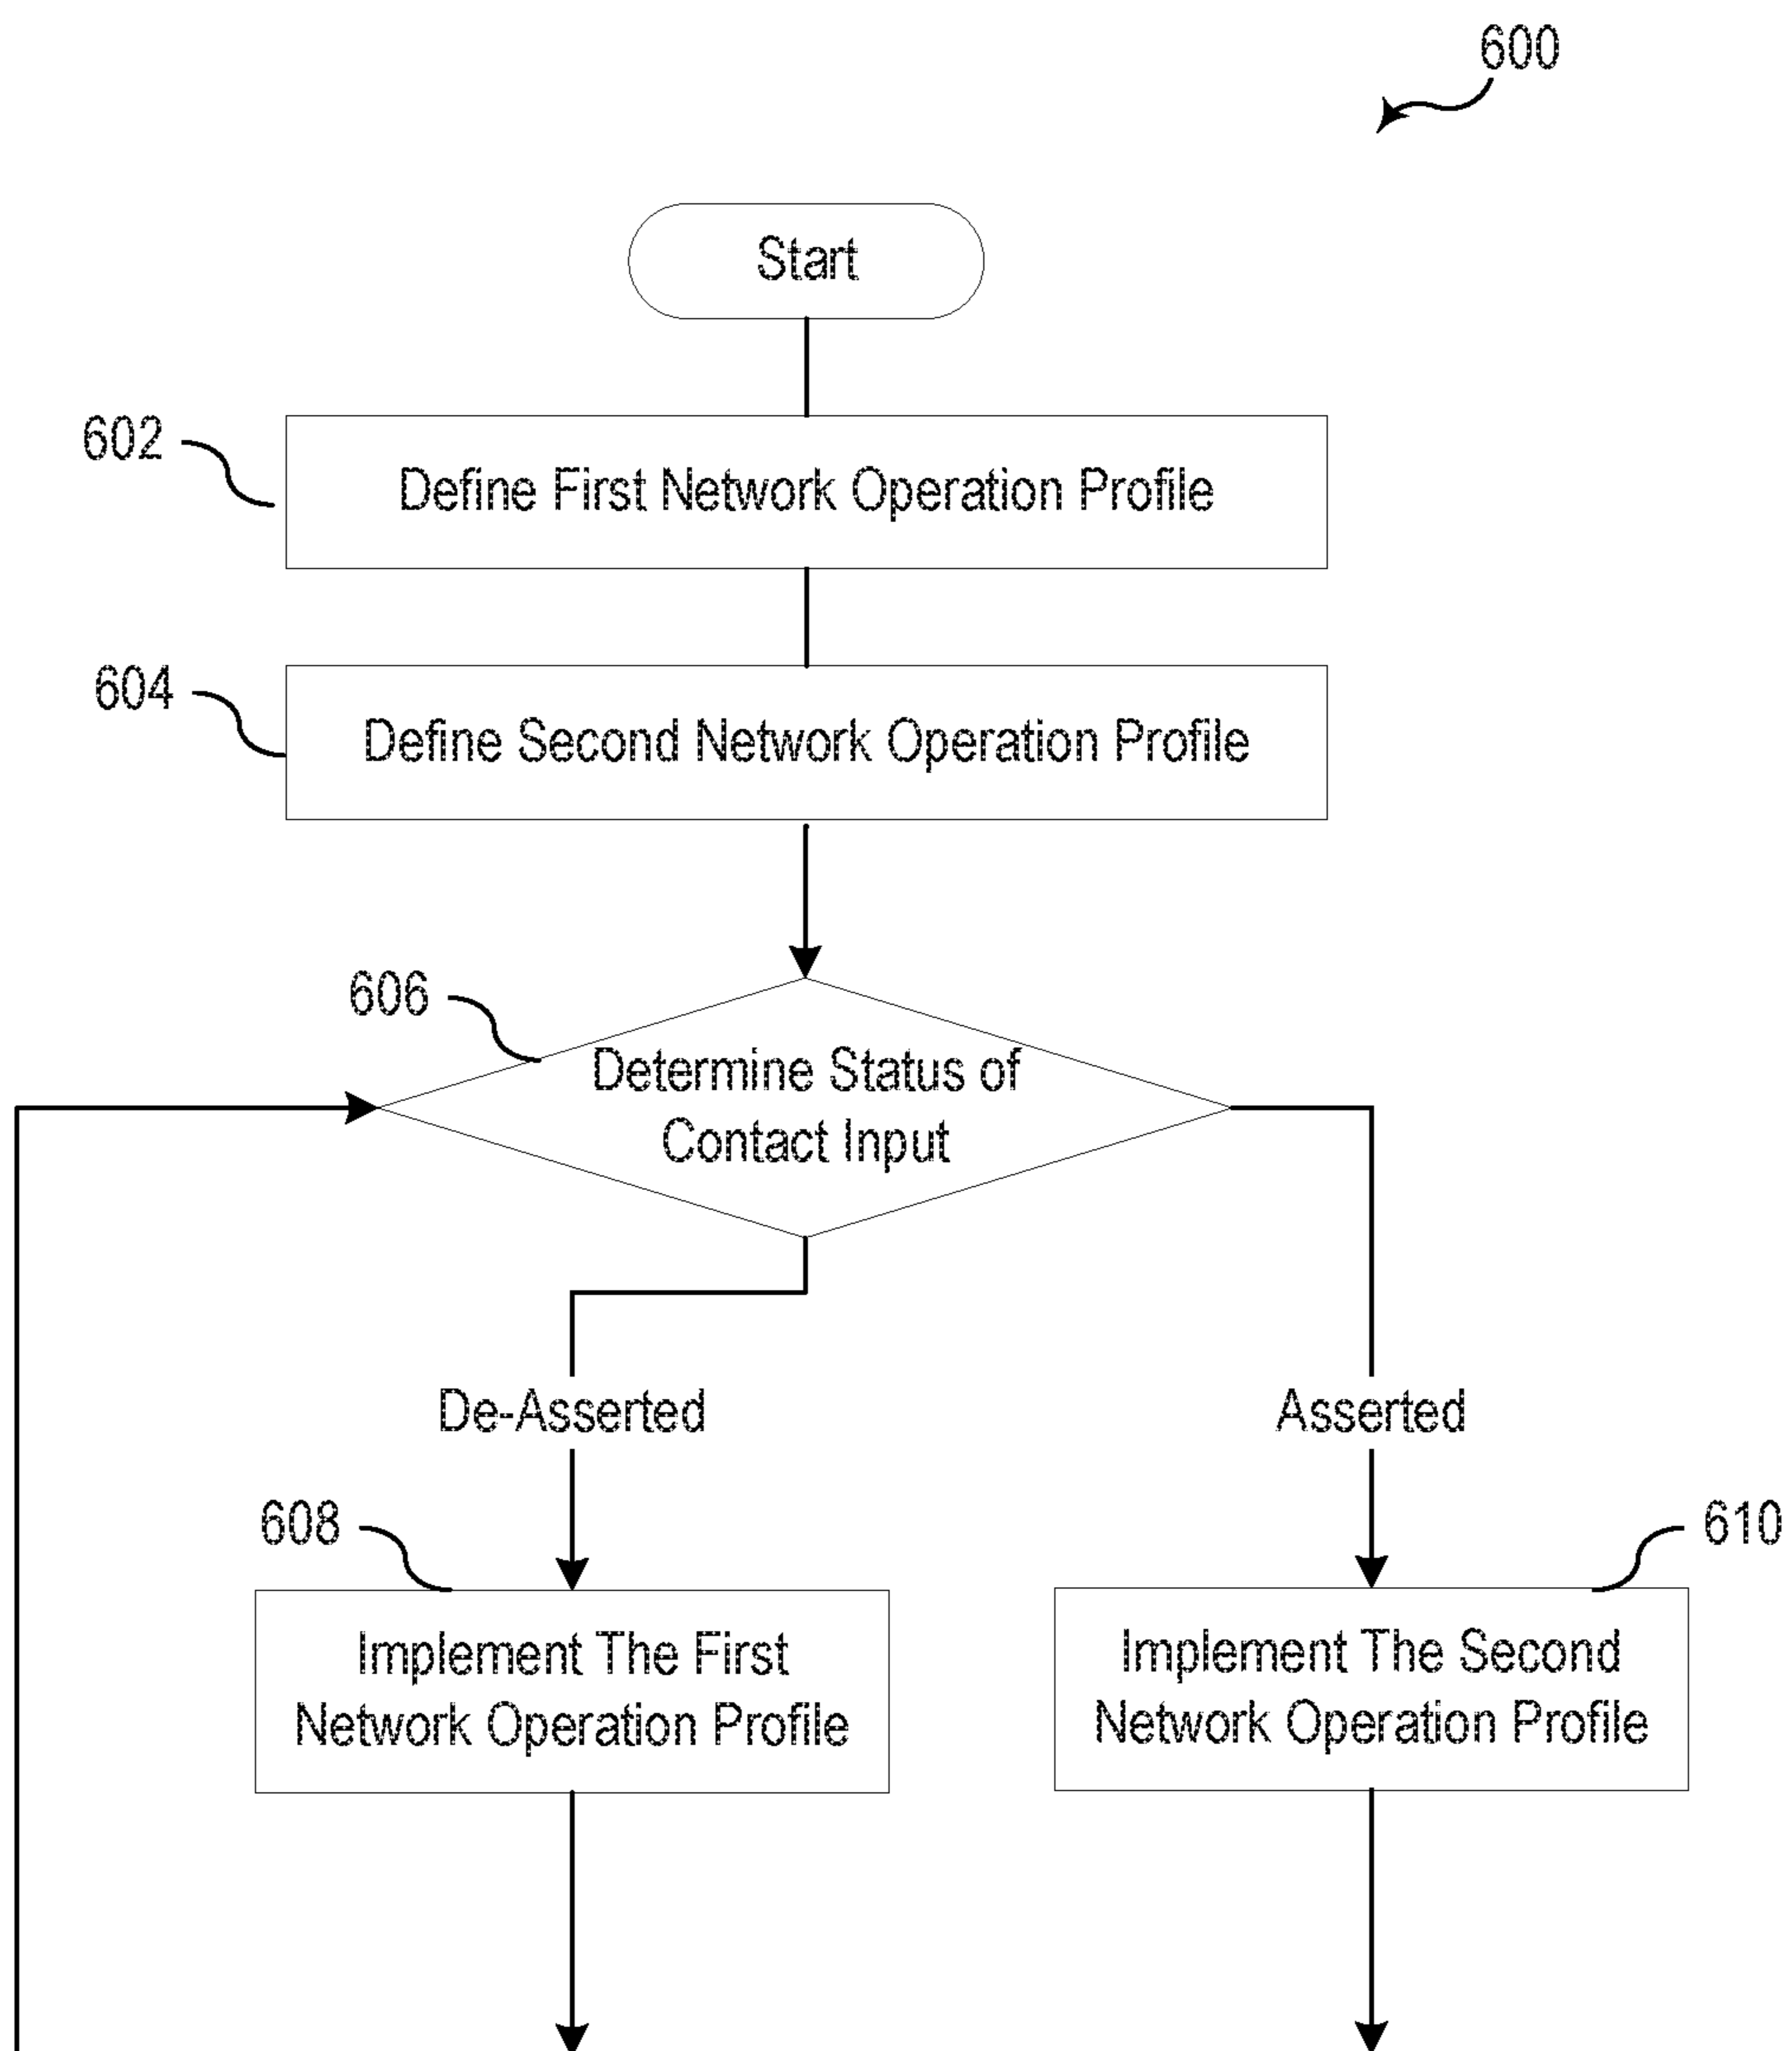 600
Start
602
Define First Network Operation Profile
604
Define Second Network Operation Profile
606
Determine Status of
Contact Input
De-Asserted
Asserted
608
610
Implement The First
Network Operation Profile
Implement The Second
Network Operation Profile